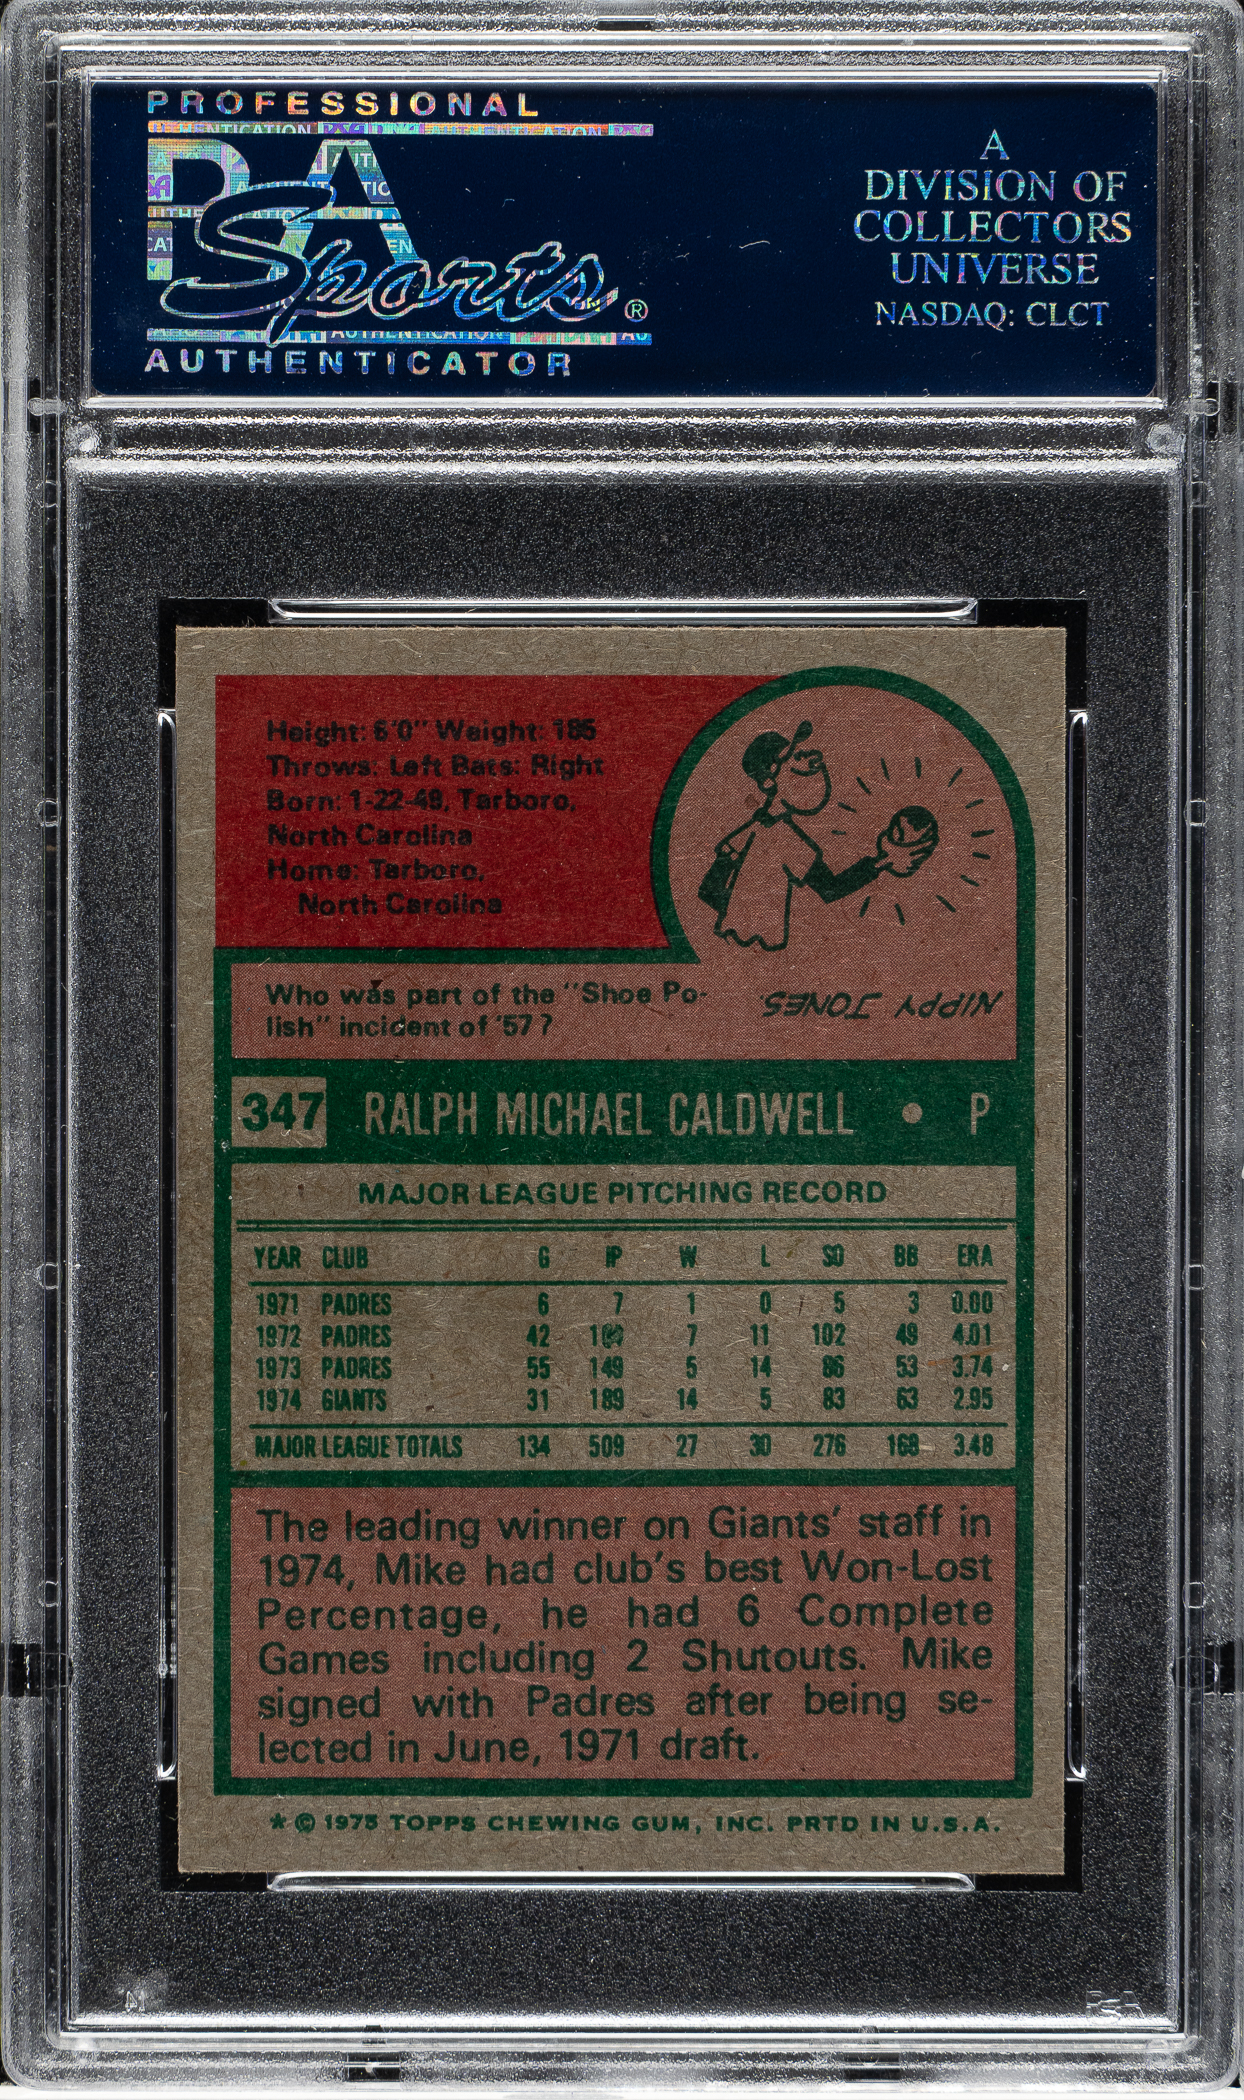 PROFESSIONAL
PSA
Sports®
AUTHENTICATOR
A
DIVISION OF
COLLECTORS
UNIVERSE
NASDAQ: CLCT
Height: 6'0" Weight: 185
Throws: Left Bats: Right
Born: 1-22-49, Tarboro,
North Carolina
Home: Tarboro,
North Carolina
Who was part of the "Shoe Po-
lish" incident of '57?
NIPPY JONES.
347 RALPH MICHAEL CALDWELL • P
MAJOR LEAGUE PITCHING RECORD
YEAR CLUB G IP W L SO BB ERA
1971 PADRES 6 7 1 0 5 3 0.00
1972 PADRES 42 7 11 102 49 4.01
1973 PADRES 55 149 5 14 86 53 3.74
1974 GIANTS 31 189 14 5 83 63 2.95
MAJOR LEAGUE TOTALS 134 509 27 30 276 168 3.48
The leading winner on Giants' staff in
1974, Mike had club's best Won-Lost
Percentage, he had 6 Complete
Games including 2 Shutouts. Mike
signed with Padres after being se-
lected in June, 1971 draft.
* © 1975 TOPPS CHEWING GUM, INC. PRTD IN U.S.A.
PSA